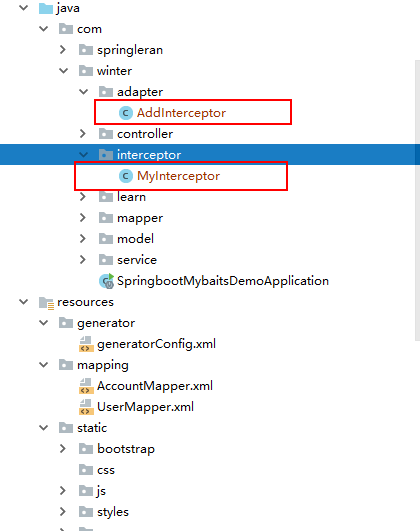 java
com
springleran
winter
adapter
AddInterceptor
controller
interceptor
MyInterceptor
learn
mapper
model
service
SpringbootMybaitsDemoApplication
resources
generator
generatorConfig.xml
mapping
AccountMapper.xml
UserMapper.xml
static
bootstrap
css
js
styles